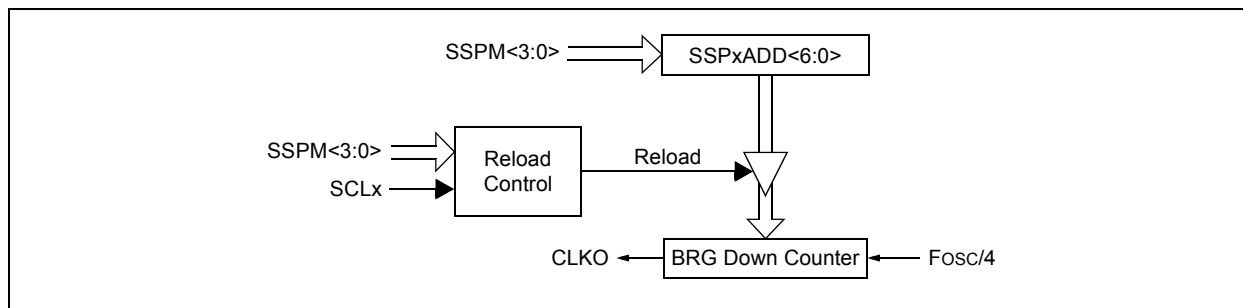 SSPM<3:0>
SSPxADD<6:0>
SSPM<3:0>
SCLx
Reload
Control
Reload
CLKO
BRG Down Counter
FOSC/4